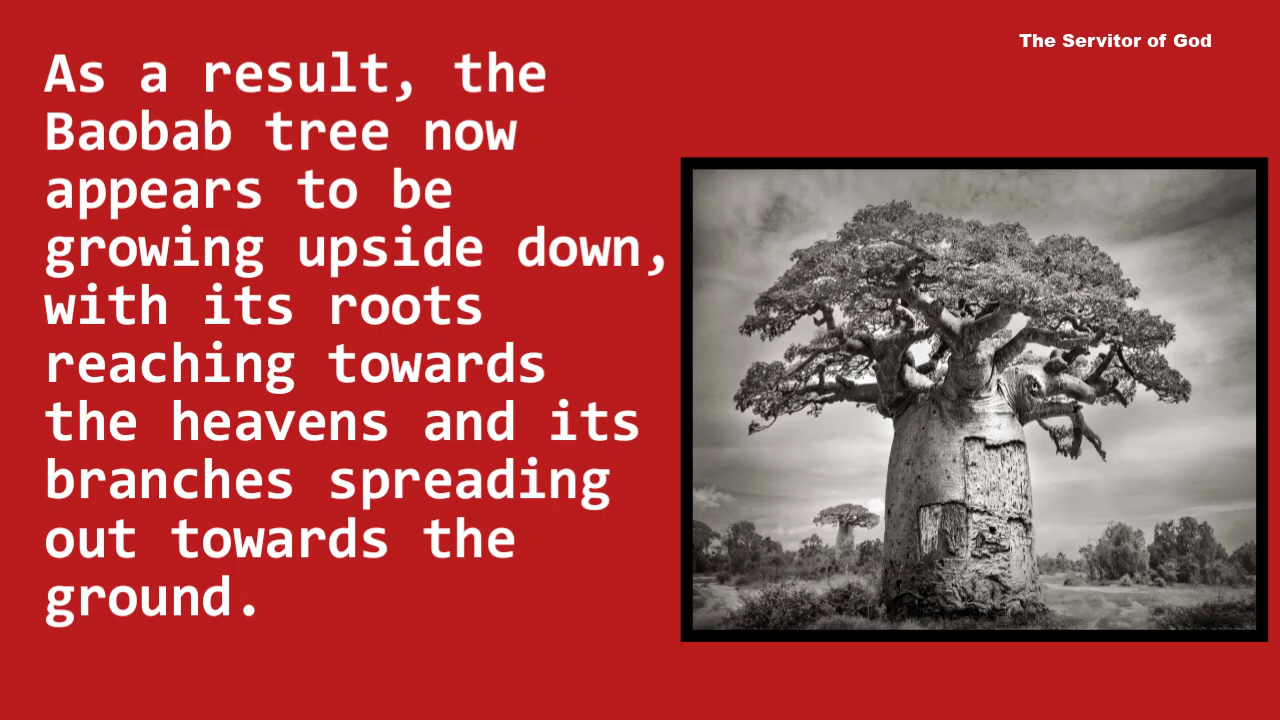 The Servitor of God
As a result, the
Baobab tree now
appears to be
growing upside down,
with its roots
reaching towards
the heavens and its
branches spreading
out towards the
ground.